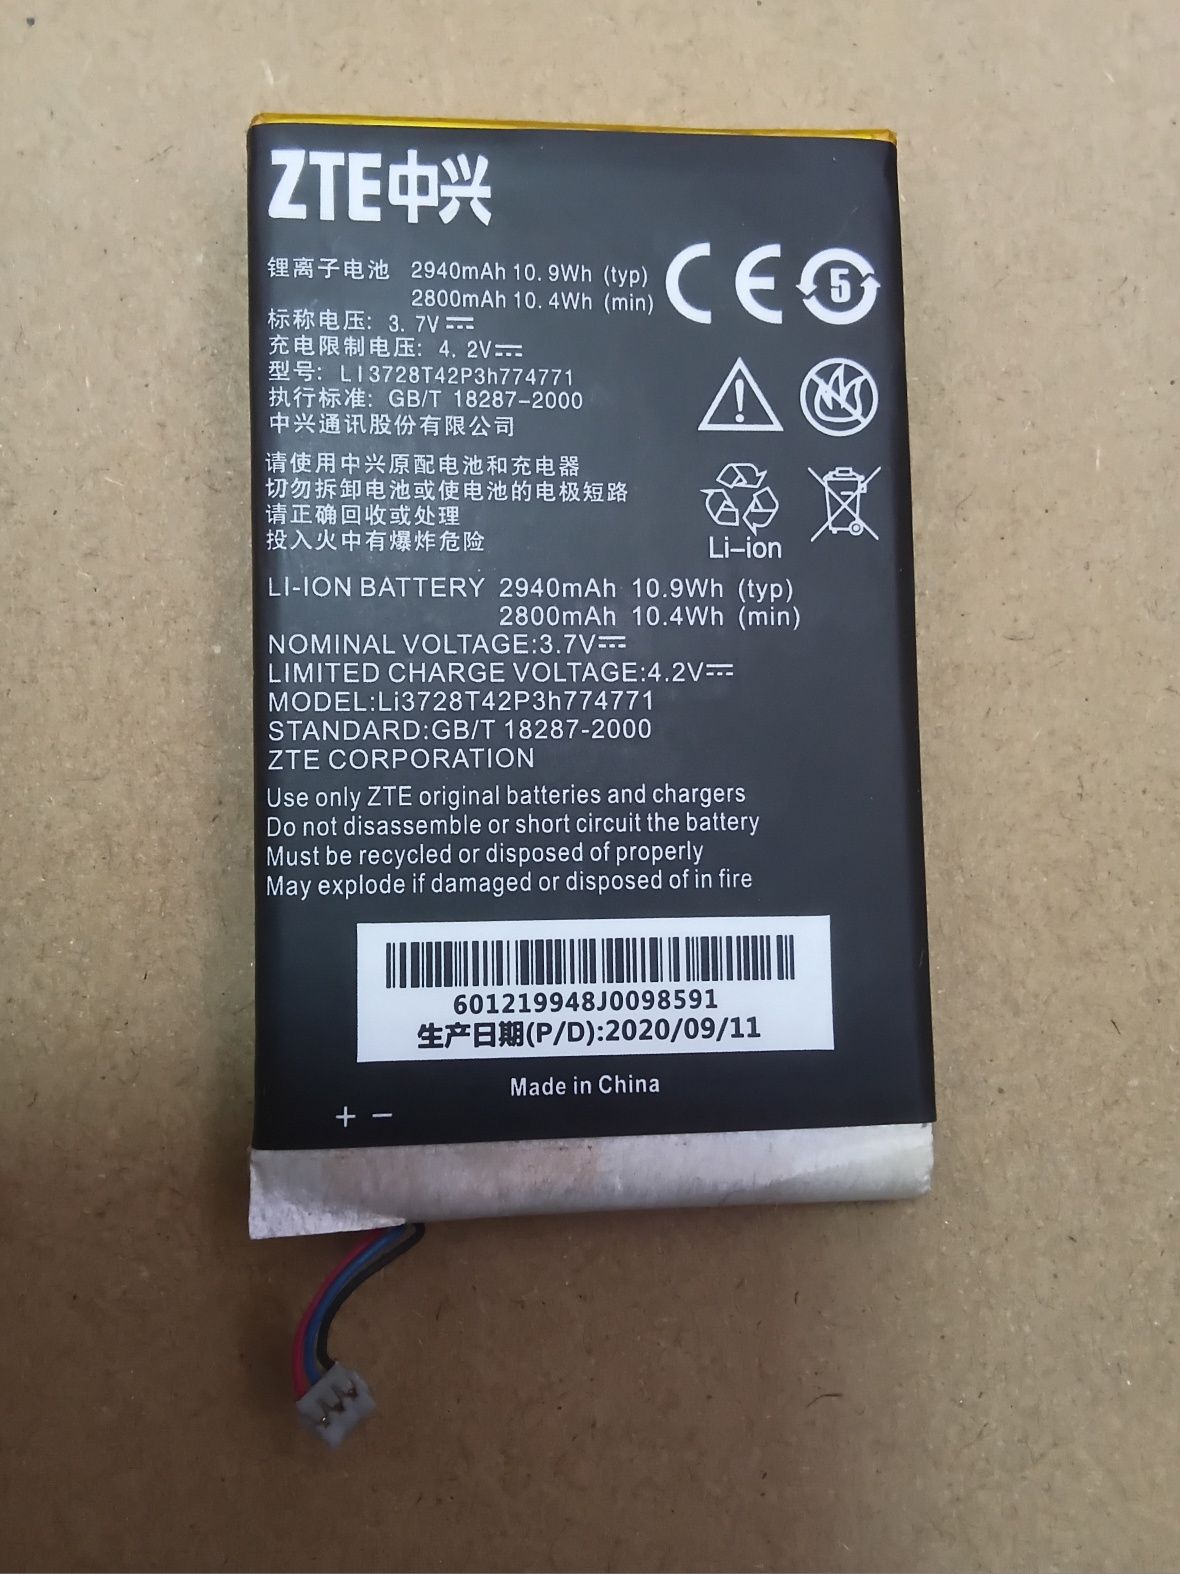 ZTE中兴
锂离子电池 2940mAh 10.9Wh (typ)
2800mAh 10.4Wh (min)
标称电压: 3.7V
充电限制电压: 4.2V
型号: LI3728T42P3h774771
执行标准: GB/T 18287-2000
中兴通讯股份有限公司
5
请使用中兴原配电池和充电器
切勿拆卸电池或使电池的电极短路
请正确回收或处理
投入火中有爆炸危险
Li-ion
LI-ION BATTERY 2940mAh 10.9Wh (typ)
2800mAh 10.4Wh (min)
NOMINAL VOLTAGE:3.7V
LIMITED CHARGE VOLTAGE:4.2V
MODEL:Li3728T42P3h774771
STANDARD:GB/T 18287-2000
ZTE CORPORATION
Use only ZTE original batteries and chargers
Do not disassemble or short circuit the battery
Must be recycled or disposed of properly
May explode if damaged or disposed of in fire
601219948J0098591
生产日期(P/D):2020/09/11
Made in China
+ −